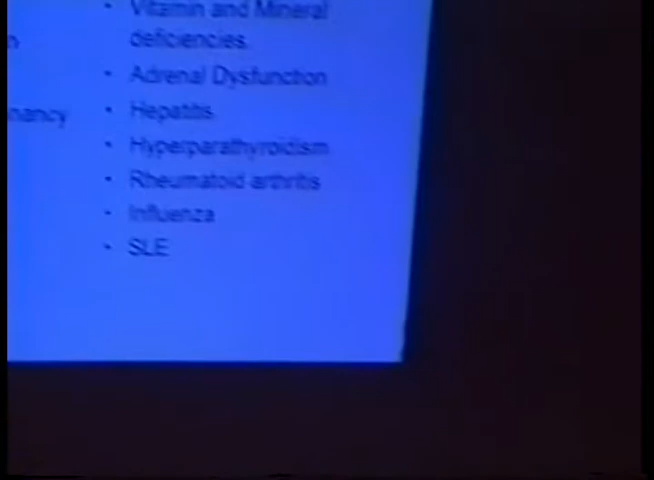 • Vitamin and Mineral
deficiencies.
• Adrenal Dysfunction
nancy
• Hepatitis
• Hyperparathyroidism
• Rheumatoid arthritis
• Influenza
• SLE